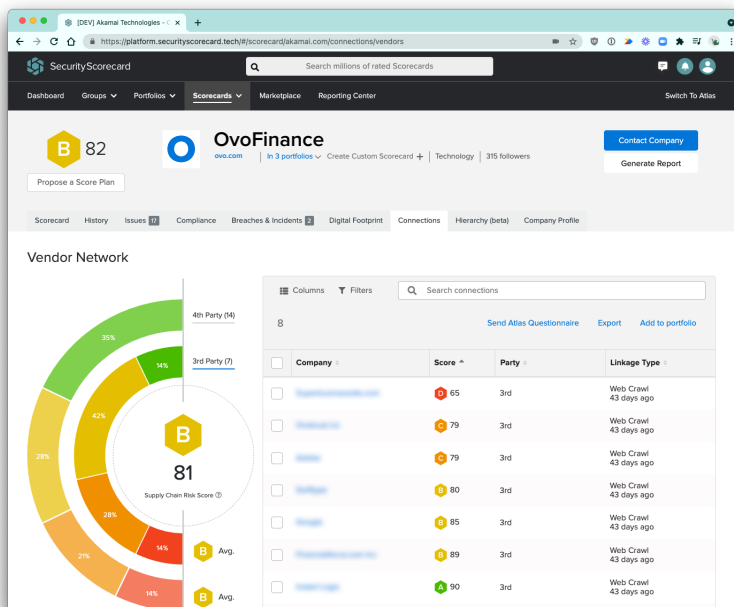 [DEV] Akamai Technologies - C
https://platform.securityscorecard.tech/#/scorecard/akamai.com/connections/vendors
SecurityScorecard
Search millions of rated Scorecards
Dashboard Groups Portfolios Scorecards Marketplace Reporting Center Switch To Atlas
B 82
OvoFinance
ovo.com In 3 portfolios Create Custom Scorecard + Technology 315 followers
Contact Company
Generate Report
Propose a Score Plan
Scorecard History Issues 17 Compliance Breaches & Incidents 2 Digital Footprint Connections Hierarchy (beta) Company Profile
Vendor Network
4th Party (14)
3rd Party (7)
35%
14%
42%
28%
28%
14%
21%
14%
B
81
Supply Chain Risk Score
B Avg.
B Avg.
Columns Filters Search connections
8 Send Atlas Questionnaire Export Add to portfolio
Company Score Party Linkage Type
D 65 3rd Web Crawl
43 days ago
C 79 3rd Web Crawl
43 days ago
C 79 3rd Web Crawl
43 days ago
B 80 3rd Web Crawl
43 days ago
B 85 3rd Web Crawl
43 days ago
B 89 3rd Web Crawl
43 days ago
A 90 3rd Web Crawl
43 days ago